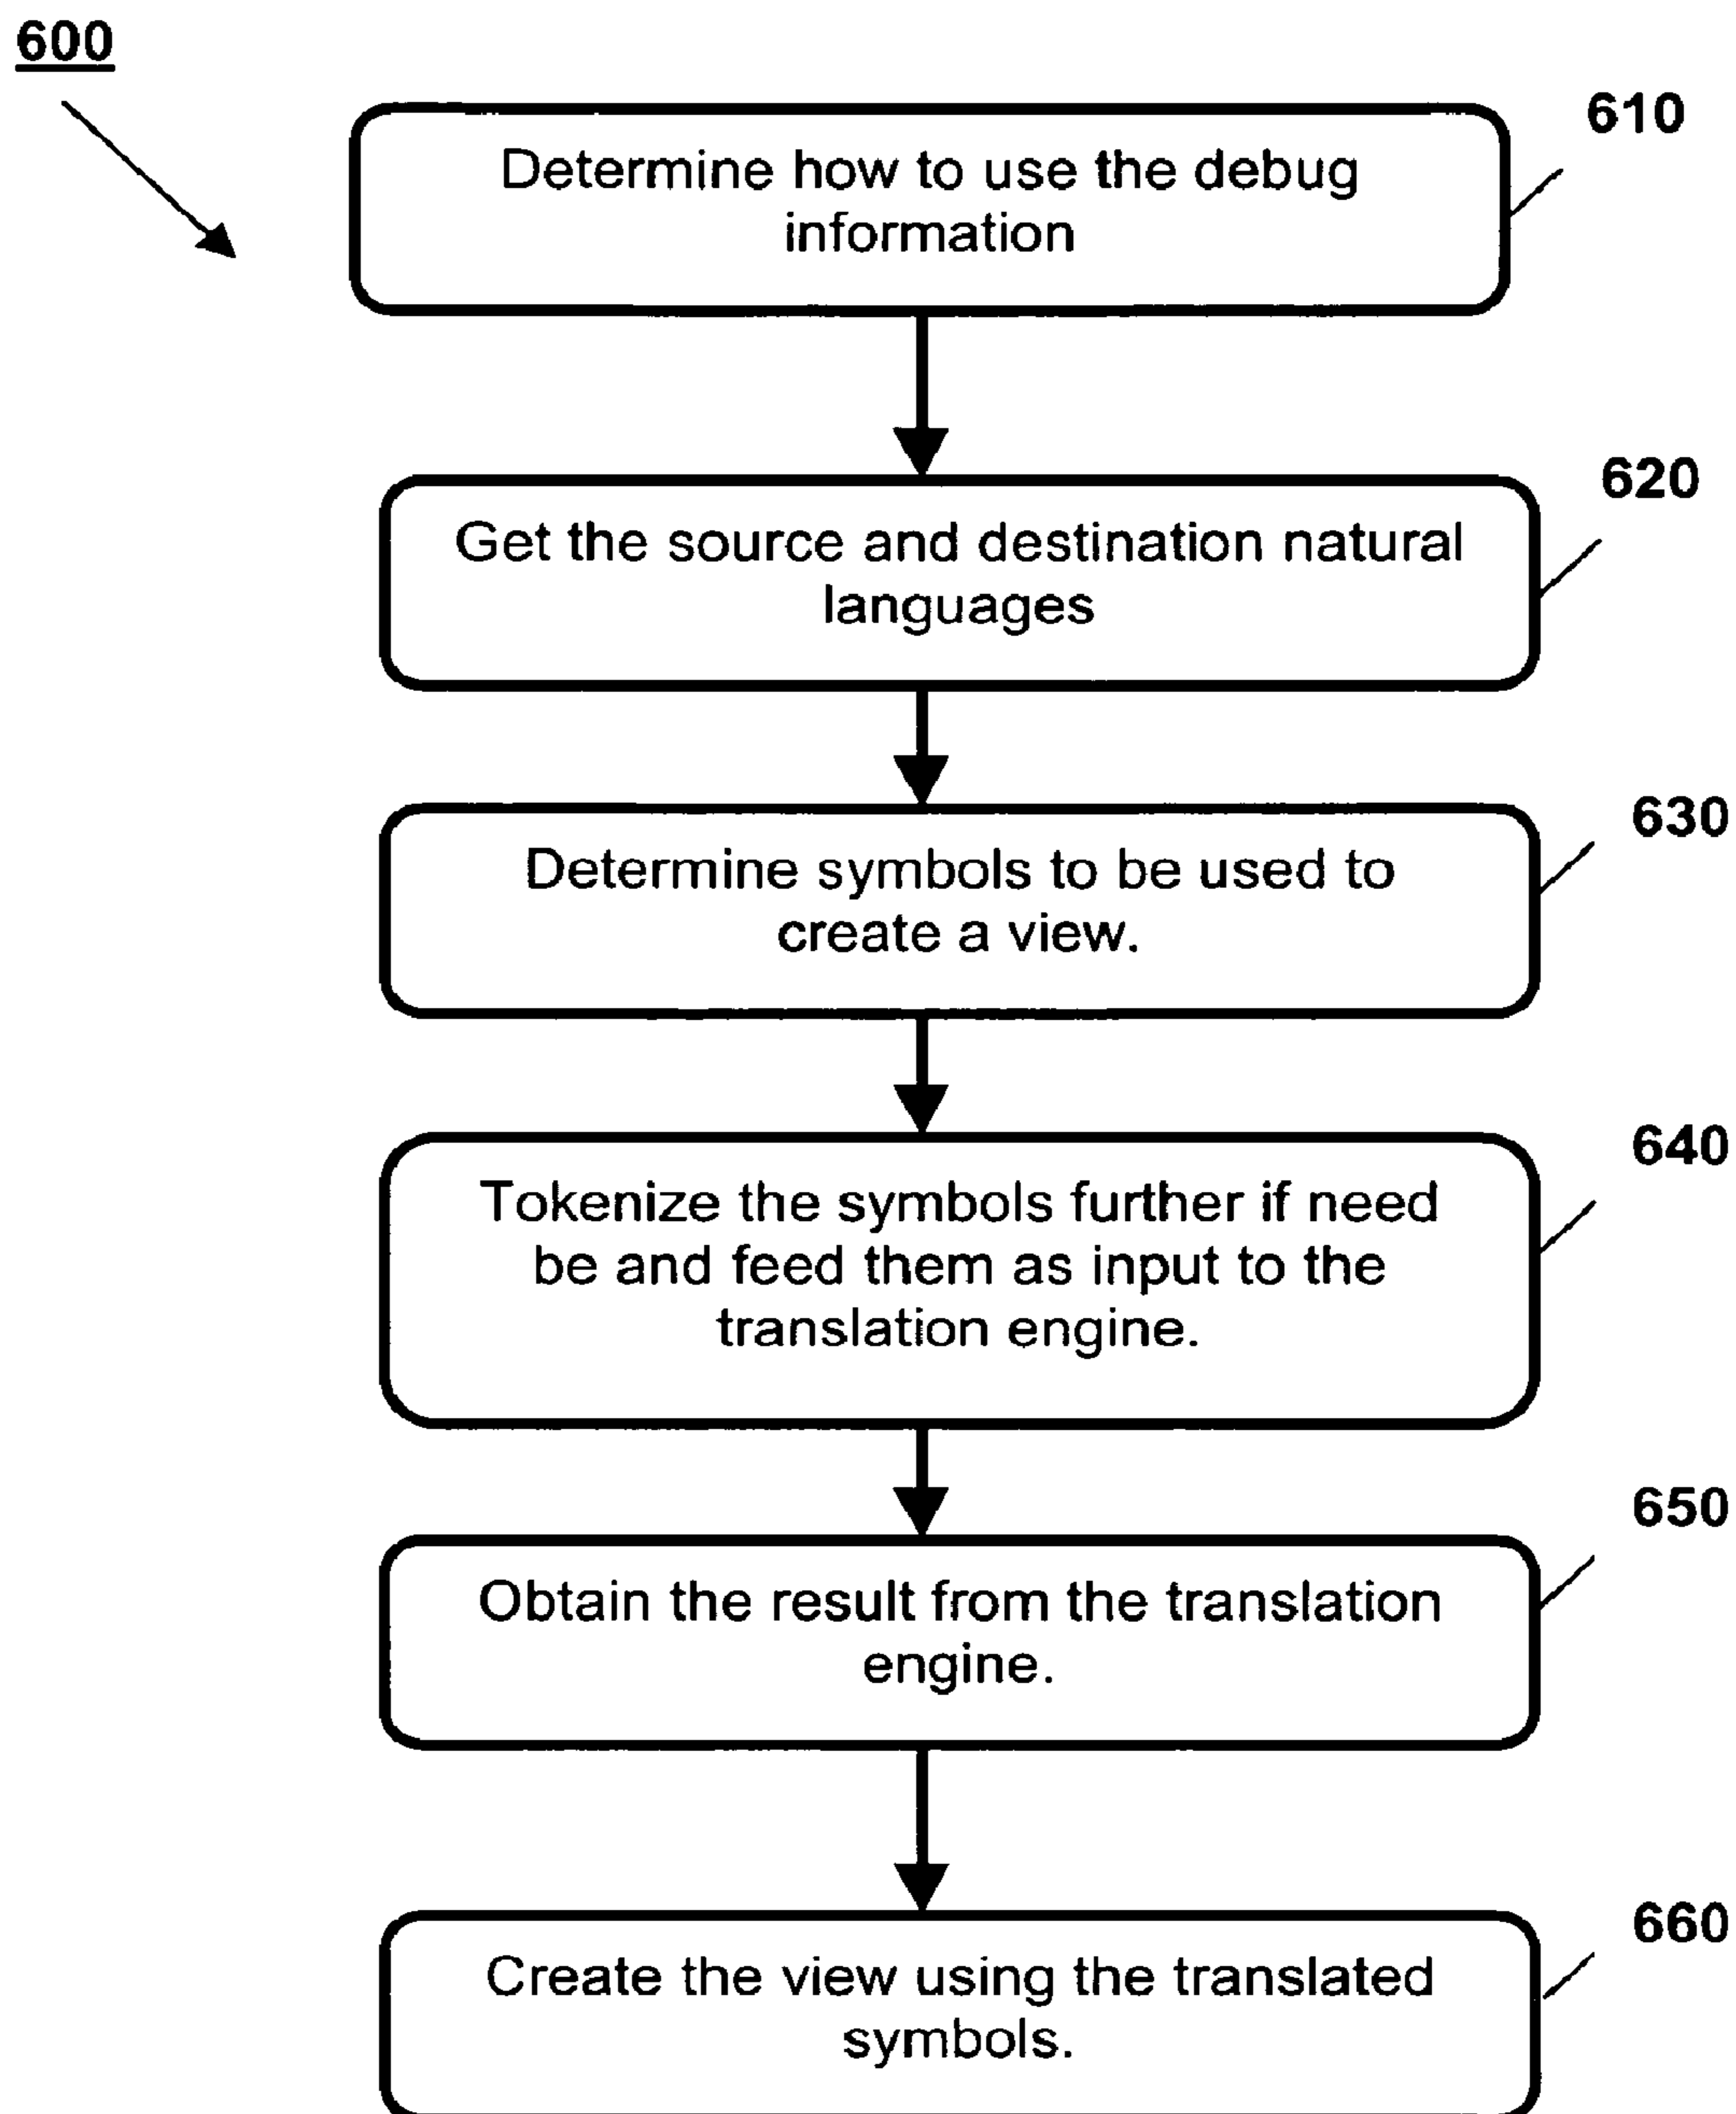 600
610
Determine how to use the debug
information
620
Get the source and destination natural
languages
630
Determine symbols to be used to
create a view.
640
Tokenize the symbols further if need
be and feed them as input to the
translation engine.
650
Obtain the result from the translation
engine.
660
Create the view using the translated
symbols.